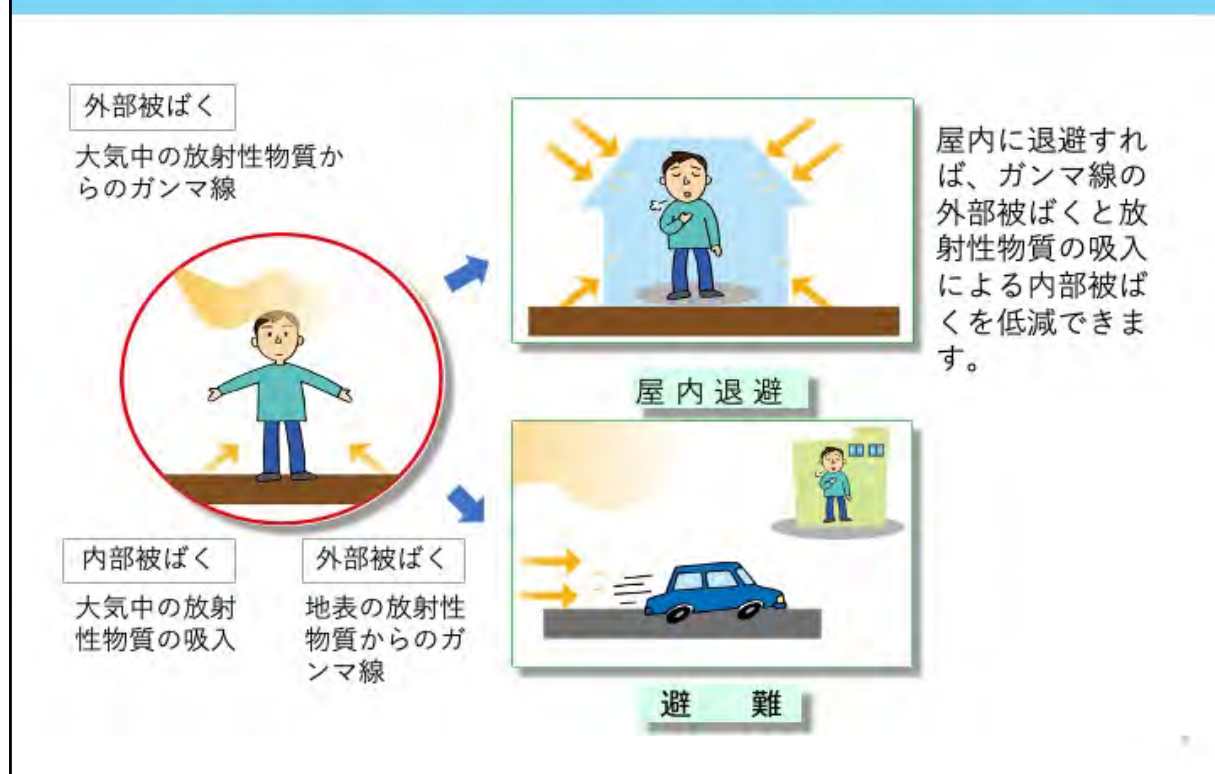 外部被ばく
大気中の放射性物質か
らのガンマ線
内部被ばく
大気中の放射
性物質の吸入
外部被ばく
地表の放射性
物質からのガ
ンマ線
屋内退避
避　難
屋内に退避すれ
ば、ガンマ線の
外部被ばくと放
射性物質の吸入
による内部被ば
くを低減できま
す。